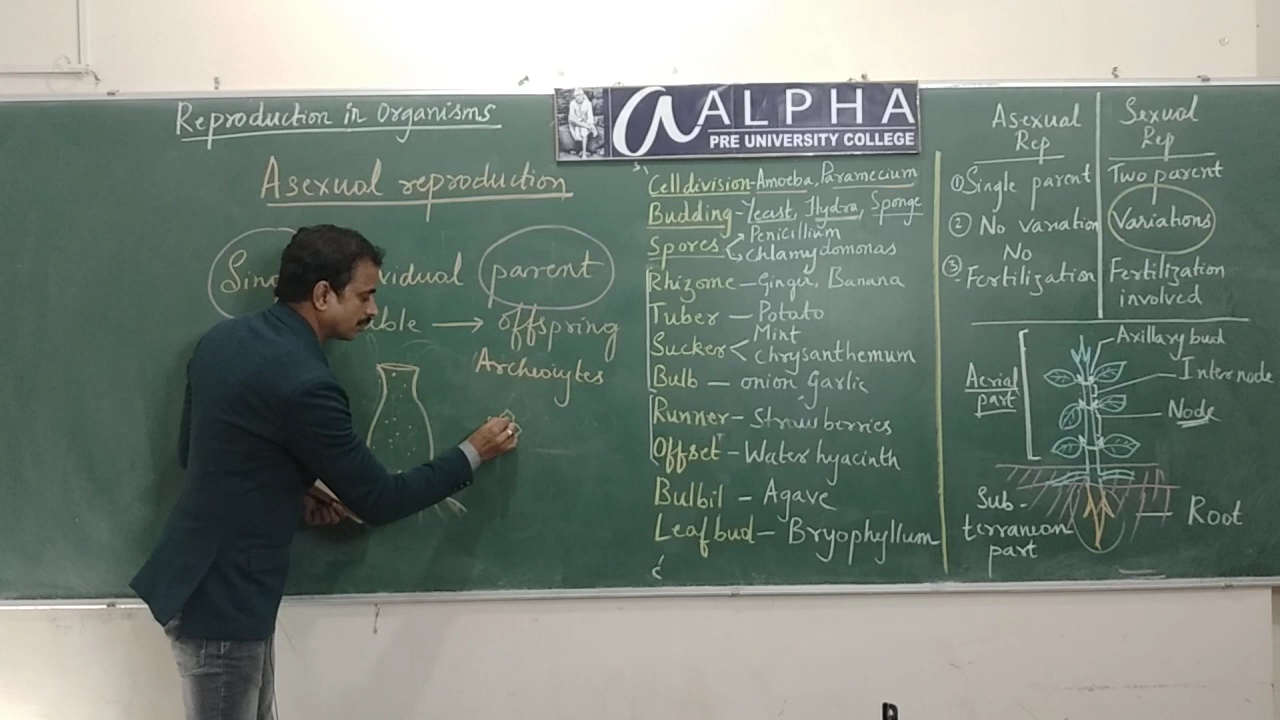 Reproduction in Organisms
Asexual reproduction
parent
offspring
Archeocytes
a ALPHA
PRE UNIVERSITY COLLEGE
Cell division - Amoeba, Paramecium
Budding - Yeast, Hydra, Sponge
Spores < Penicillium
Chlamydomonas
Rhizome - Ginger, Banana
Tuber - Potato
Sucker < Mint
Chrysanthemum
Bulb - onion Garlic
Runner - Strawberries
Offset - Water hyacinth
Bulbil - Agave
Leaf bud - Bryophyllum
Asexual Rep
① Single parent
② No variation
③ No Fertilization
Sexual Rep
Two parent
Variations
Fertilization
involved
Aerial
part
Axillary bud
Internode
Node
Sub-
terranean
part
Root